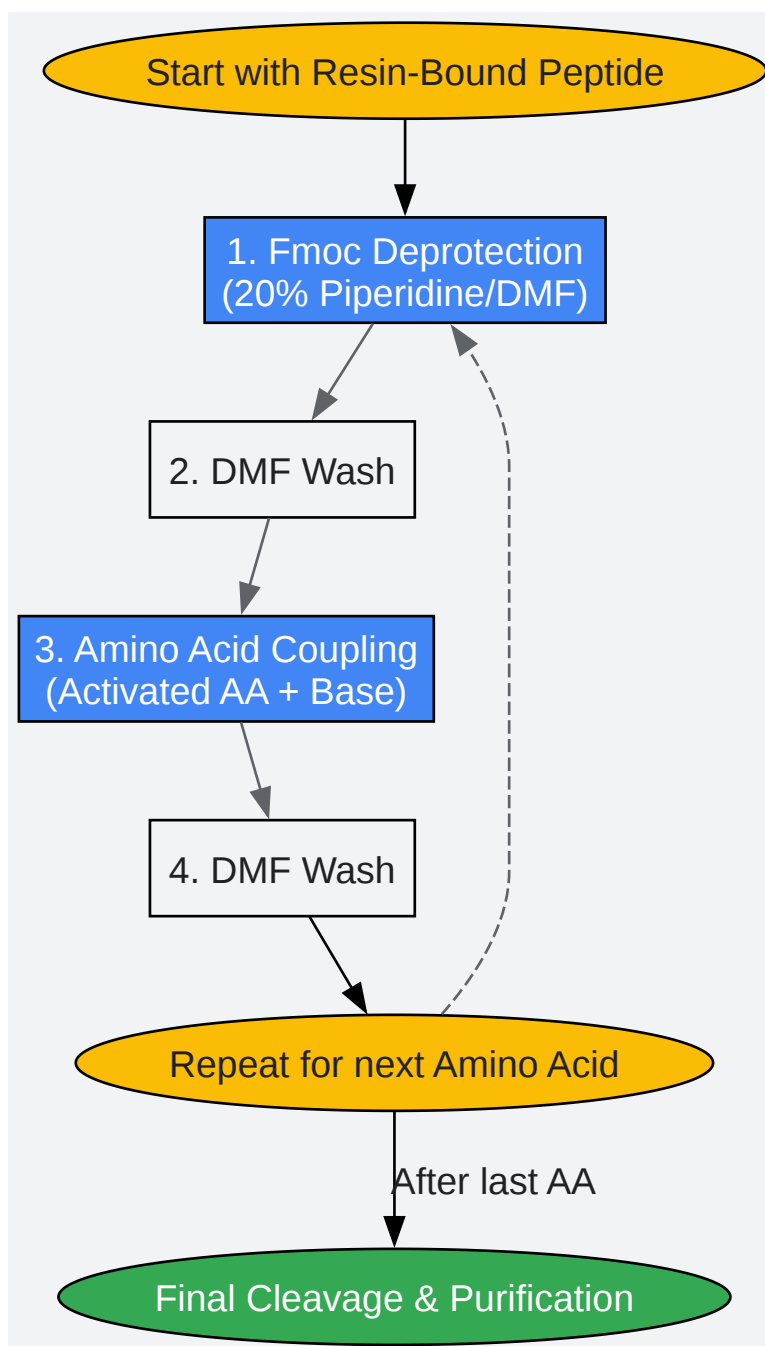 Start with Resin-Bound Peptide
1. Fmoc Deprotection
(20% Piperidine/DMF)
2. DMF Wash
3. Amino Acid Coupling
(Activated AA + Base)
4. DMF Wash
Repeat for next Amino Acid
After last AA
Final Cleavage & Purification